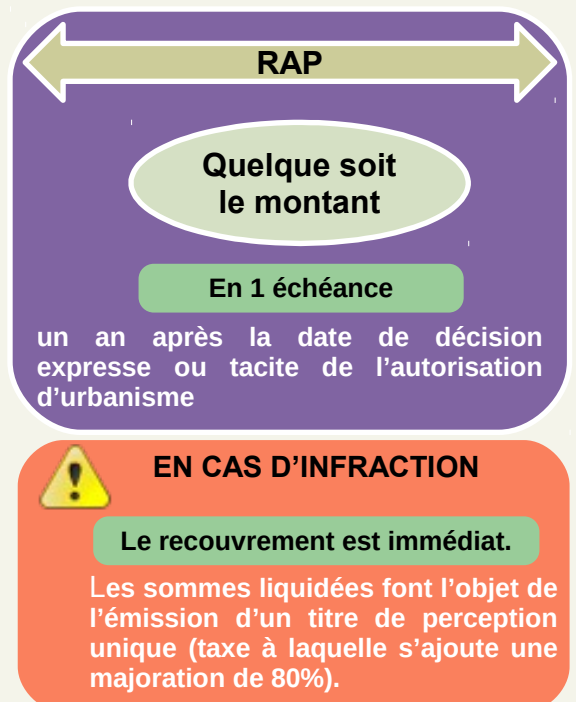 RAP
Quelque soit
le montant
En 1 échéance
un an après la date de décision
expresse ou tacite de l’autorisation
d’urbanisme
EN CAS D’INFRACTION
Le recouvrement est immédiat.
Les sommes liquidées font l’objet de
l’émission d’un titre de perception
unique (taxe à laquelle s’ajoute une
majoration de 80%).